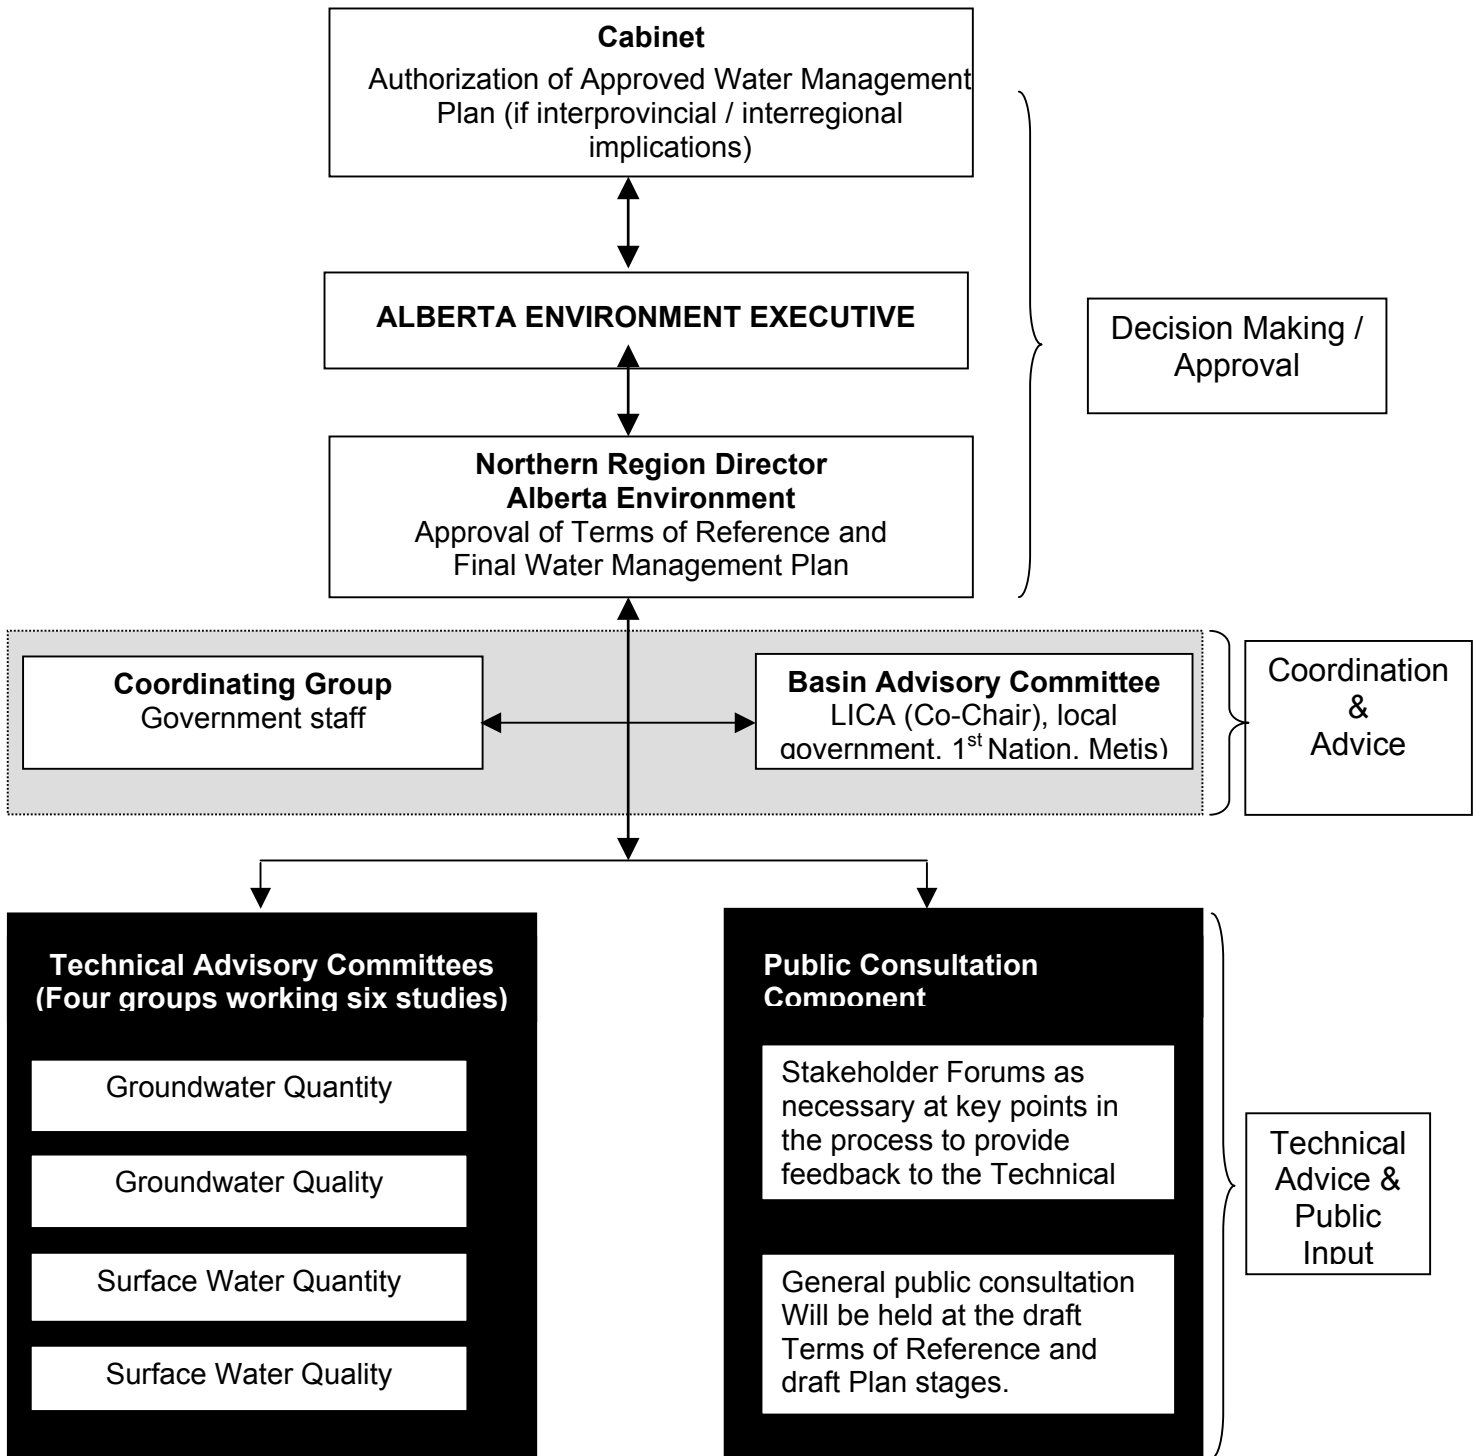 Cabinet
Authorization of Approved Water Management
Plan (if interprovincial / interregional
implications)
ALBERTA ENVIRONMENT EXECUTIVE
Decision Making /
Approval
Northern Region Director
Alberta Environment
Approval of Terms of Reference and
Final Water Management Plan
Coordinating Group
Government staff
Basin Advisory Committee
LICA (Co-Chair), local
government, 1st Nation, Metis)
Coordination
&
Advice
Technical Advisory Committees
(Four groups working six studies)
Groundwater Quantity
Groundwater Quality
Surface Water Quantity
Surface Water Quality
Public Consultation
Component
Stakeholder Forums as
necessary at key points in
the process to provide
feedback to the Technical
General public consultation
Will be held at the draft
Terms of Reference and
draft Plan stages.
Technical
Advice &
Public
Input